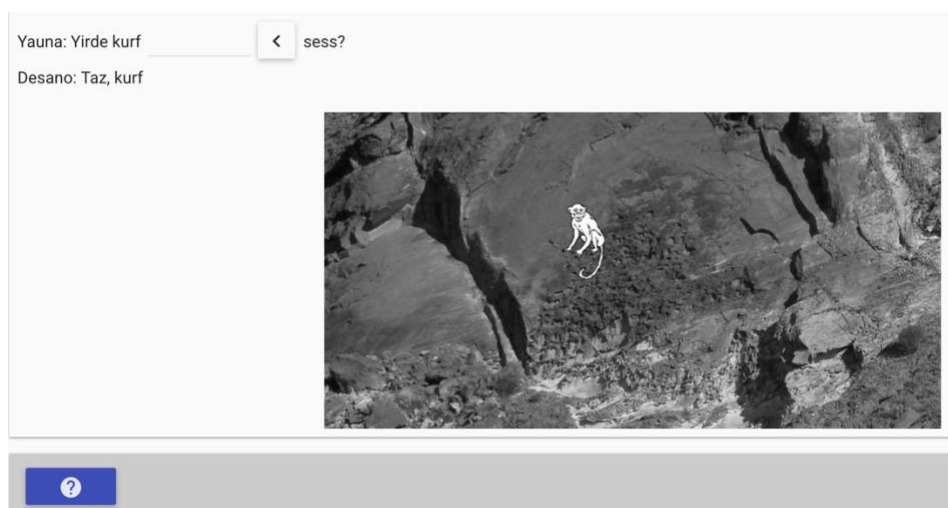 Yauna: Yirde kurf < sess?
Desano: Taz, kurf
?